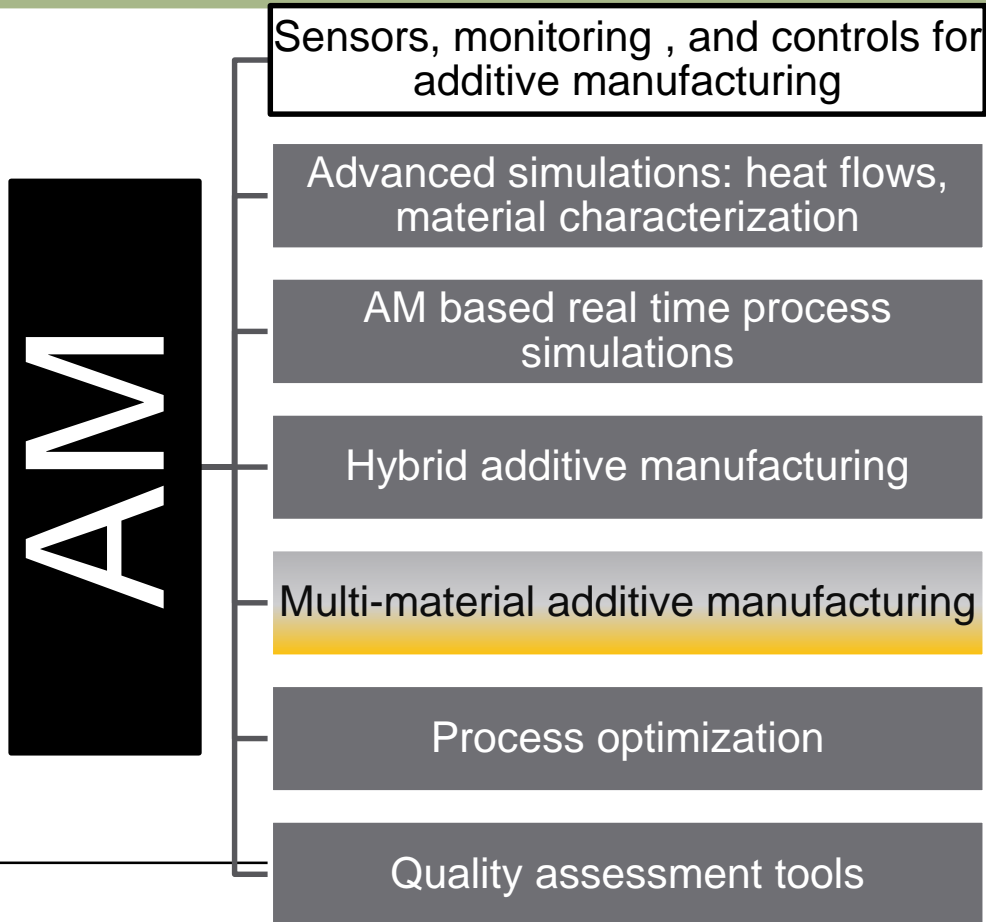 Sensors, monitoring , and controls for
additive manufacturing
Advanced simulations: heat flows,
material characterization
AM based real time process
simulations
AM
Hybrid additive manufacturing
Multi-material additive manufacturing
Process optimization
Quality assessment tools